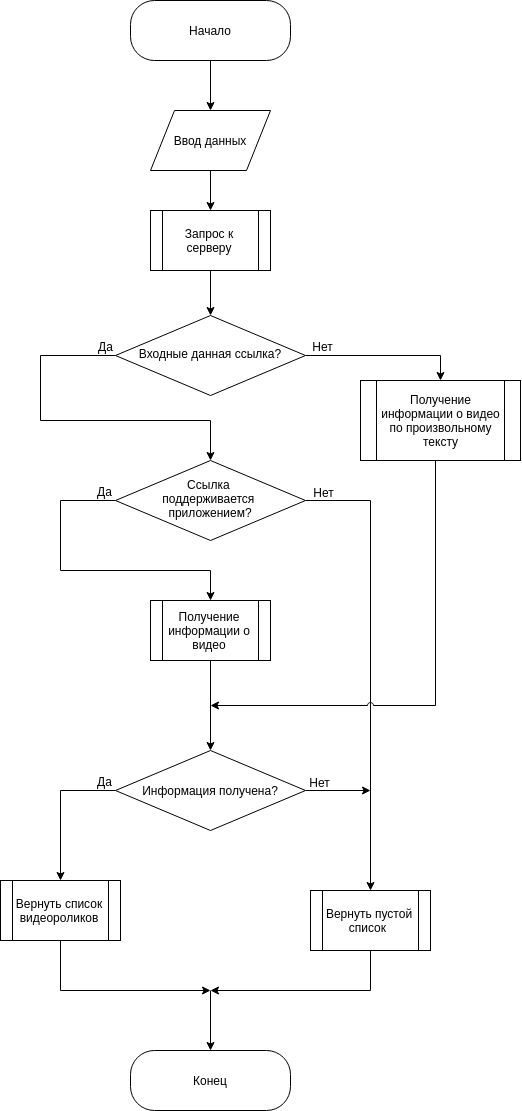 Начало
Ввод данных
Запрос к
серверу
Да
Входные данная ссылка?
Нет
Получение
информации о видео
по произвольному
тексту
Да
Ссылка
поддерживается
приложением?
Нет
Получение
информации о
видео
Да
Информация получена?
Нет
Вернуть список
видеороликов
Вернуть пустой
список
Конец